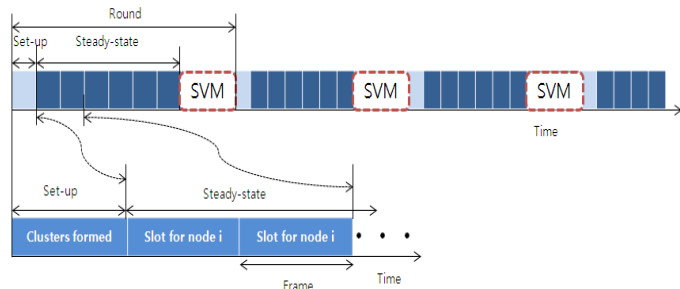 Round
Set-up
Steady-state
SVM
SVM
SVM
Time
Set-up
Steady-state
Clusters formed
Slot for node i
Slot for node i
• • •
Frame
Time